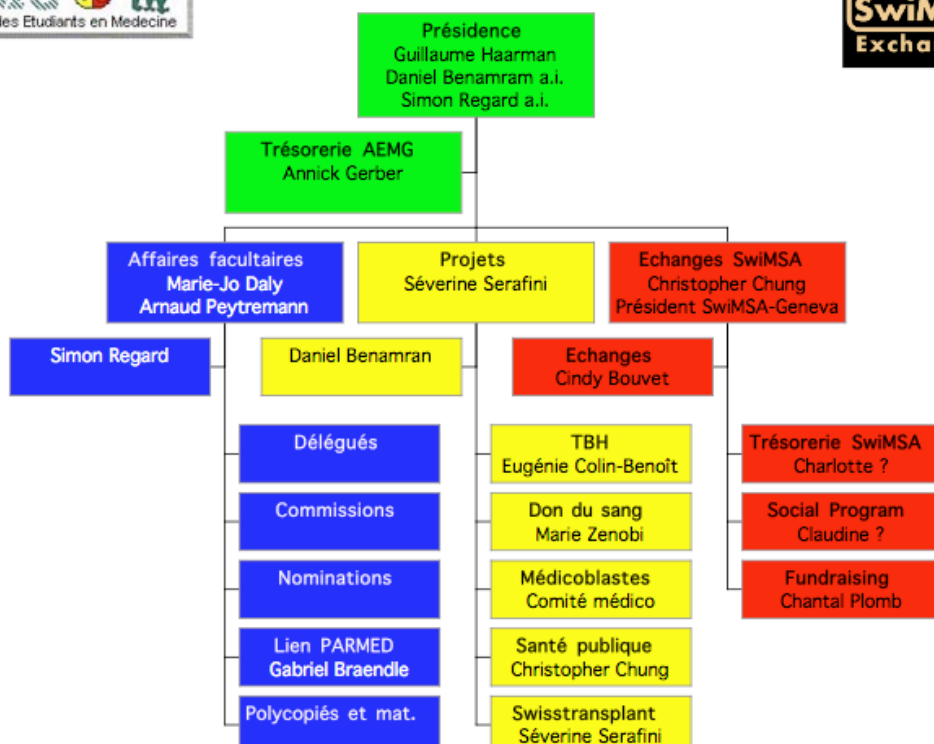 des Etudiants en Medecine
SwiM
Excha
Présidence
Guillaume Haarman
Daniel Benamram a.i.
Simon Regard a.i.
Trésorerie AEMG
Annick Gerber
Affaires facultaires
Marie-Jo Daly
Arnaud Peytremann
Projets
Séverine Serafini
Echanges SwiMSA
Christopher Chung
Président SwiMSA-Geneva
Simon Regard
Daniel Benamran
Echanges
Cindy Bouvet
Délégués
Commissions
Nominations
Lien PARMED
Gabriel Braendle
Polycopiés et mat.
TBH
Eugénie Colin-Benoît
Don du sang
Marie Zenobi
Médicoblastes
Comité médico
Santé publique
Christopher Chung
Swisstransplant
Séverine Serafini
Trésorerie SwiMSA
Charlotte ?
Social Program
Claudine ?
Fundraising
Chantal Plomb